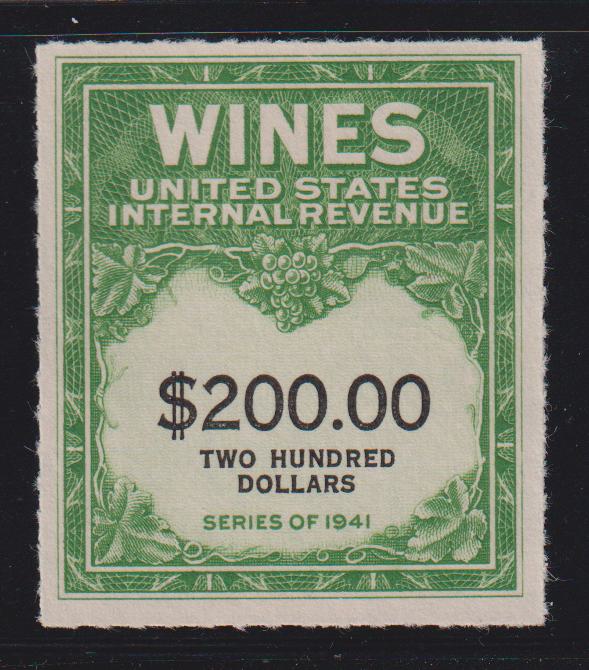 WINES
UNITED STATES
INTERNAL REVENUE
$200.00
TWO HUNDRED
DOLLARS
SERIES OF 1941